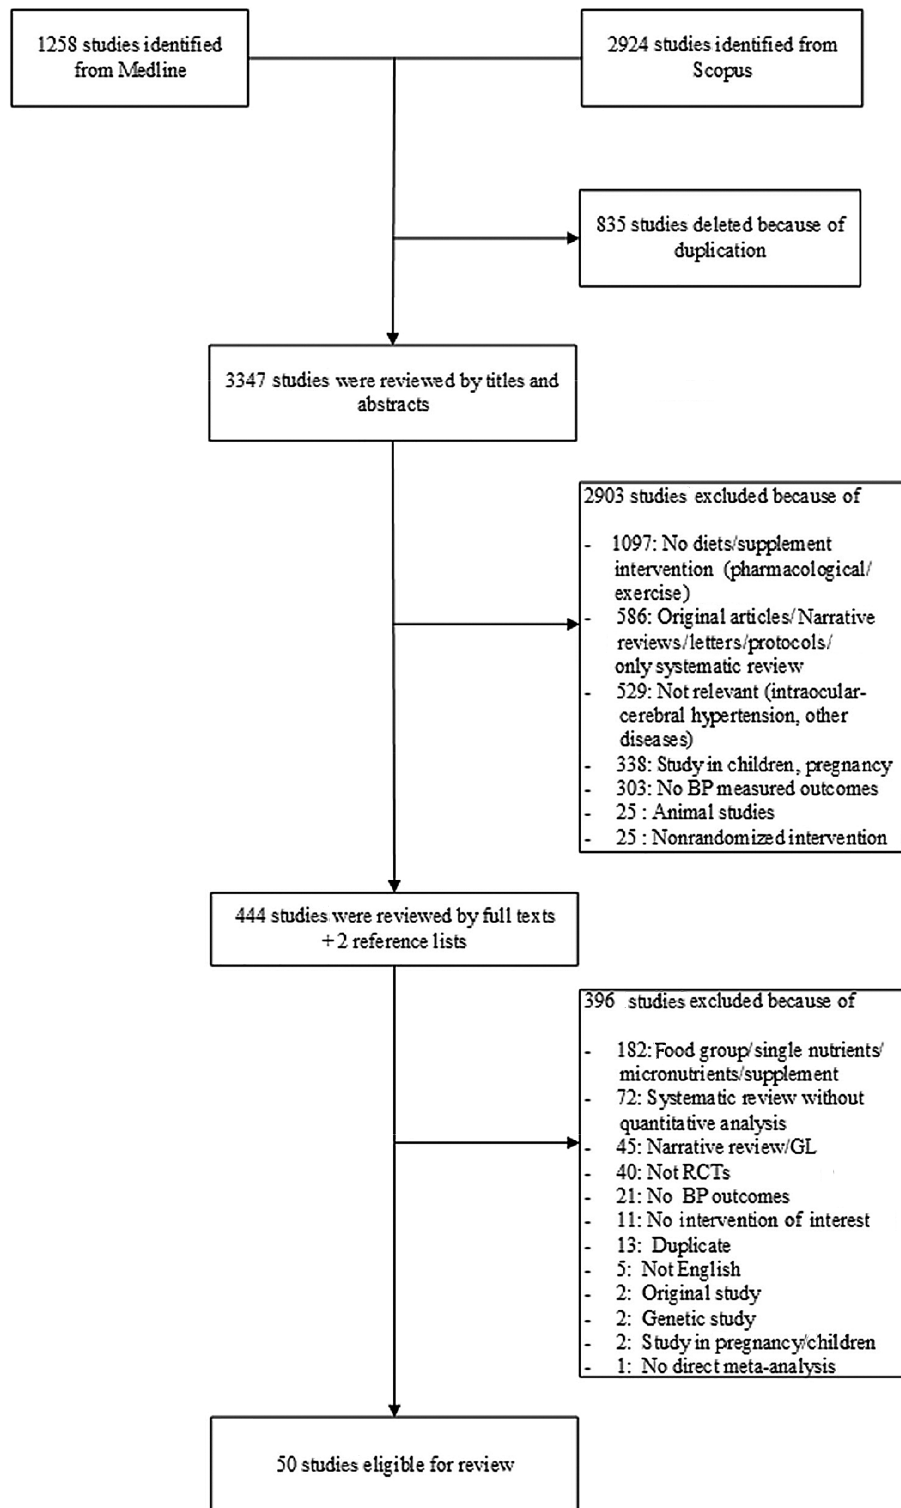 1258 studies identified
from Medline
2924 studies identified from
Scopus
835 studies deleted because of
duplication
3347 studies were reviewed by titles and
abstracts
2903 studies excluded because of
- 1097: No diets/supplement
intervention (pharmacological/
exercise)
- 586: Original articles/ Narrative
reviews/letters/protocols/
only systematic review
- 529: Not relevant (intraocular-
cerebral hypertension, other
diseases)
- 338: Study in children, pregnancy
- 303: No BP measured outcomes
- 25 : Animal studies
- 25 : Nonrandomized intervention
444 studies were reviewed by full texts
+ 2 reference lists
396 studies excluded because of
- 182: Food group/single nutrients/
micronutrients/supplement
- 72: Systematic review without
quantitative analysis
- 45: Narrative review/GL
- 40: Not RCTs
- 21: No BP outcomes
- 11: No intervention of interest
- 13: Duplicate
- 5: Not English
- 2: Original study
- 2: Genetic study
- 2: Study in pregnancy/children
- 1: No direct meta-analysis
50 studies eligible for review